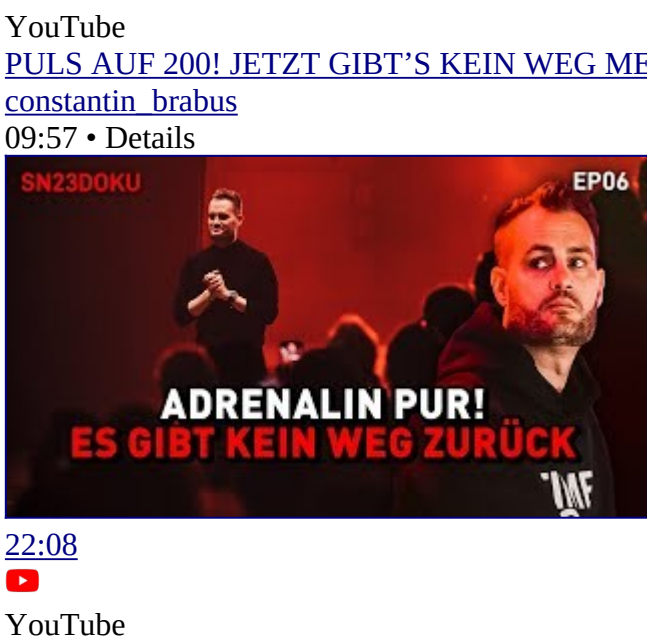 YouTube
PULS AUF 200! JETZT GIBT’S KEIN WEG ME
constantin_brabus
09:57 • Details
SN23DOKU
EP06
ADRENALIN PUR!
ES GIBT KEIN WEG ZURÜCK
22:08
YouTube